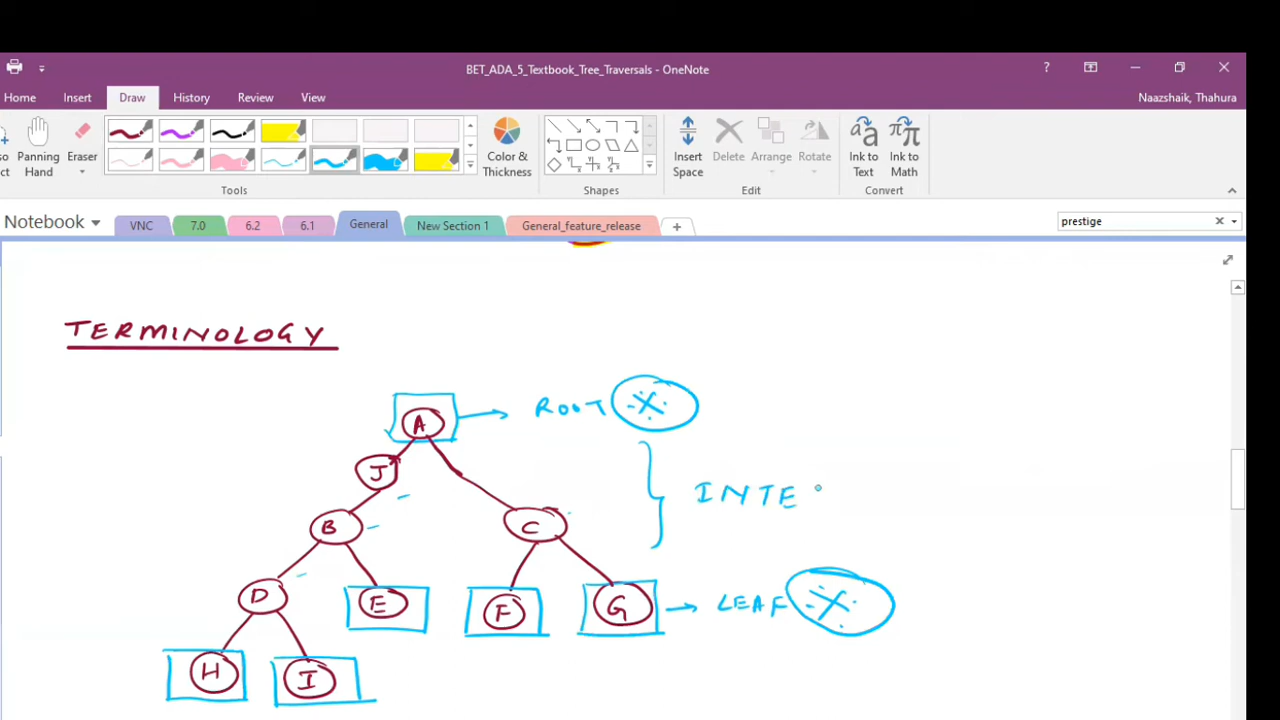 BET_ADA_5_Textbook_Tree_Traversals - OneNote
?
Home Insert Draw History Review View
Naazshaik, Thahura
Panning Hand
Eraser
Color & Thickness
Insert Space
Delete
Arrange
Rotate
Ink to Text
Ink to Math
Tools
Shapes
Edit
Convert
Notebook
VNC
7.0
6.2
6.1
General
New Section 1
General_feature_release
+
prestige
TERMINOLOGY
A
ROOT
J
INTE
B
C
D
E
F
G
LEAF
H
I